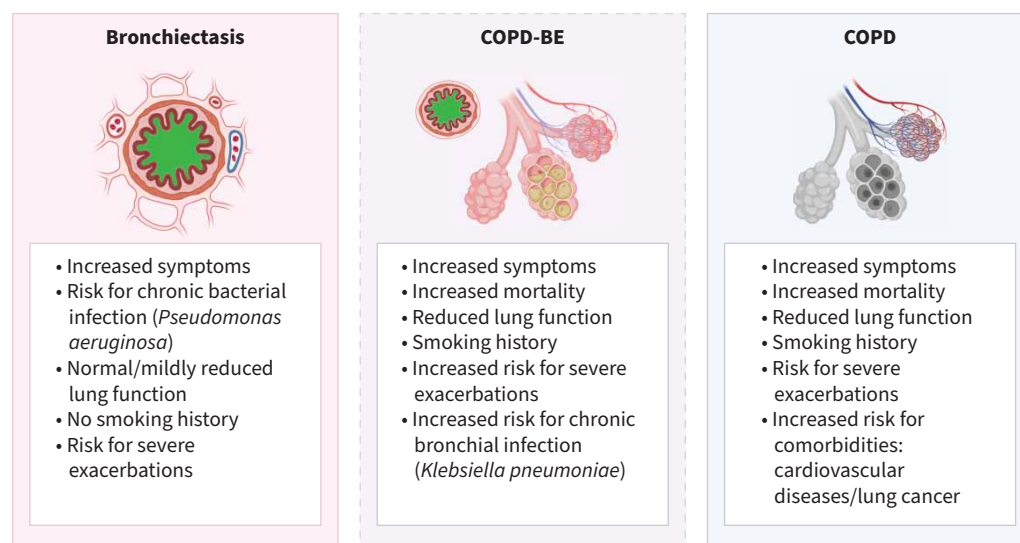 Bronchiectasis
• Increased symptoms
• Risk for chronic bacterial
infection (Pseudomonas
aeruginosa)
• Normal/mildly reduced
lung function
• No smoking history
• Risk for severe
exacerbations
COPD-BE
• Increased symptoms
• Increased mortality
• Reduced lung function
• Smoking history
• Increased risk for severe
exacerbations
• Increased risk for chronic
bronchial infection
(Klebsiella pneumoniae)
COPD
• Increased symptoms
• Increased mortality
• Reduced lung function
• Smoking history
• Risk for severe
exacerbations
• Increased risk for
comorbidities:
cardiovascular
diseases/lung cancer